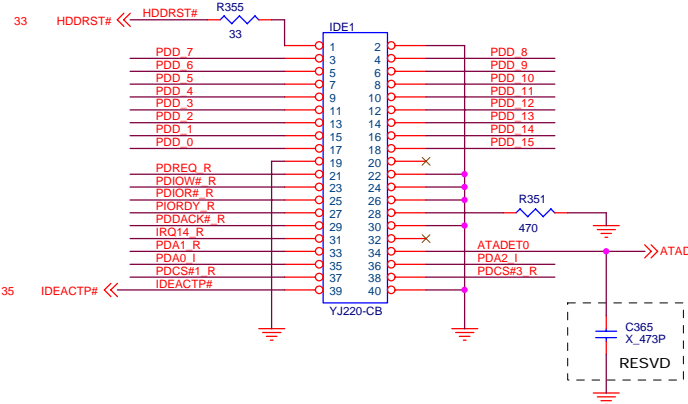 R355
33 HDDRST# HDDRST#
33
IDE1
1 2
PDD_7 3 4 PDD_8
PDD_6 5 6 PDD_9
PDD_5 7 8 PDD_10
PDD_4 9 10 PDD_11
PDD_3 11 12 PDD_12
PDD_2 13 14 PDD_13
PDD_1 15 16 PDD_14
PDD_0 17 18 PDD_15
19 20
PDREQ_R 21 22
PDIOW#_R 23 24
PDIOR#_R 25 26
PIORDY_R 27 28 R351
470
PDDACK#_R 29 30
IRQ14_R 31 32
PDA1_R 33 34 ATADET0 ATAD
PDA0_I 35 36 PDA2_I
PDCS#1_R 37 38 PDCS#3_R
35 IDEACTP# IDEACTP# 39 40
YJ220-CB
C365
X_473P
RESVD